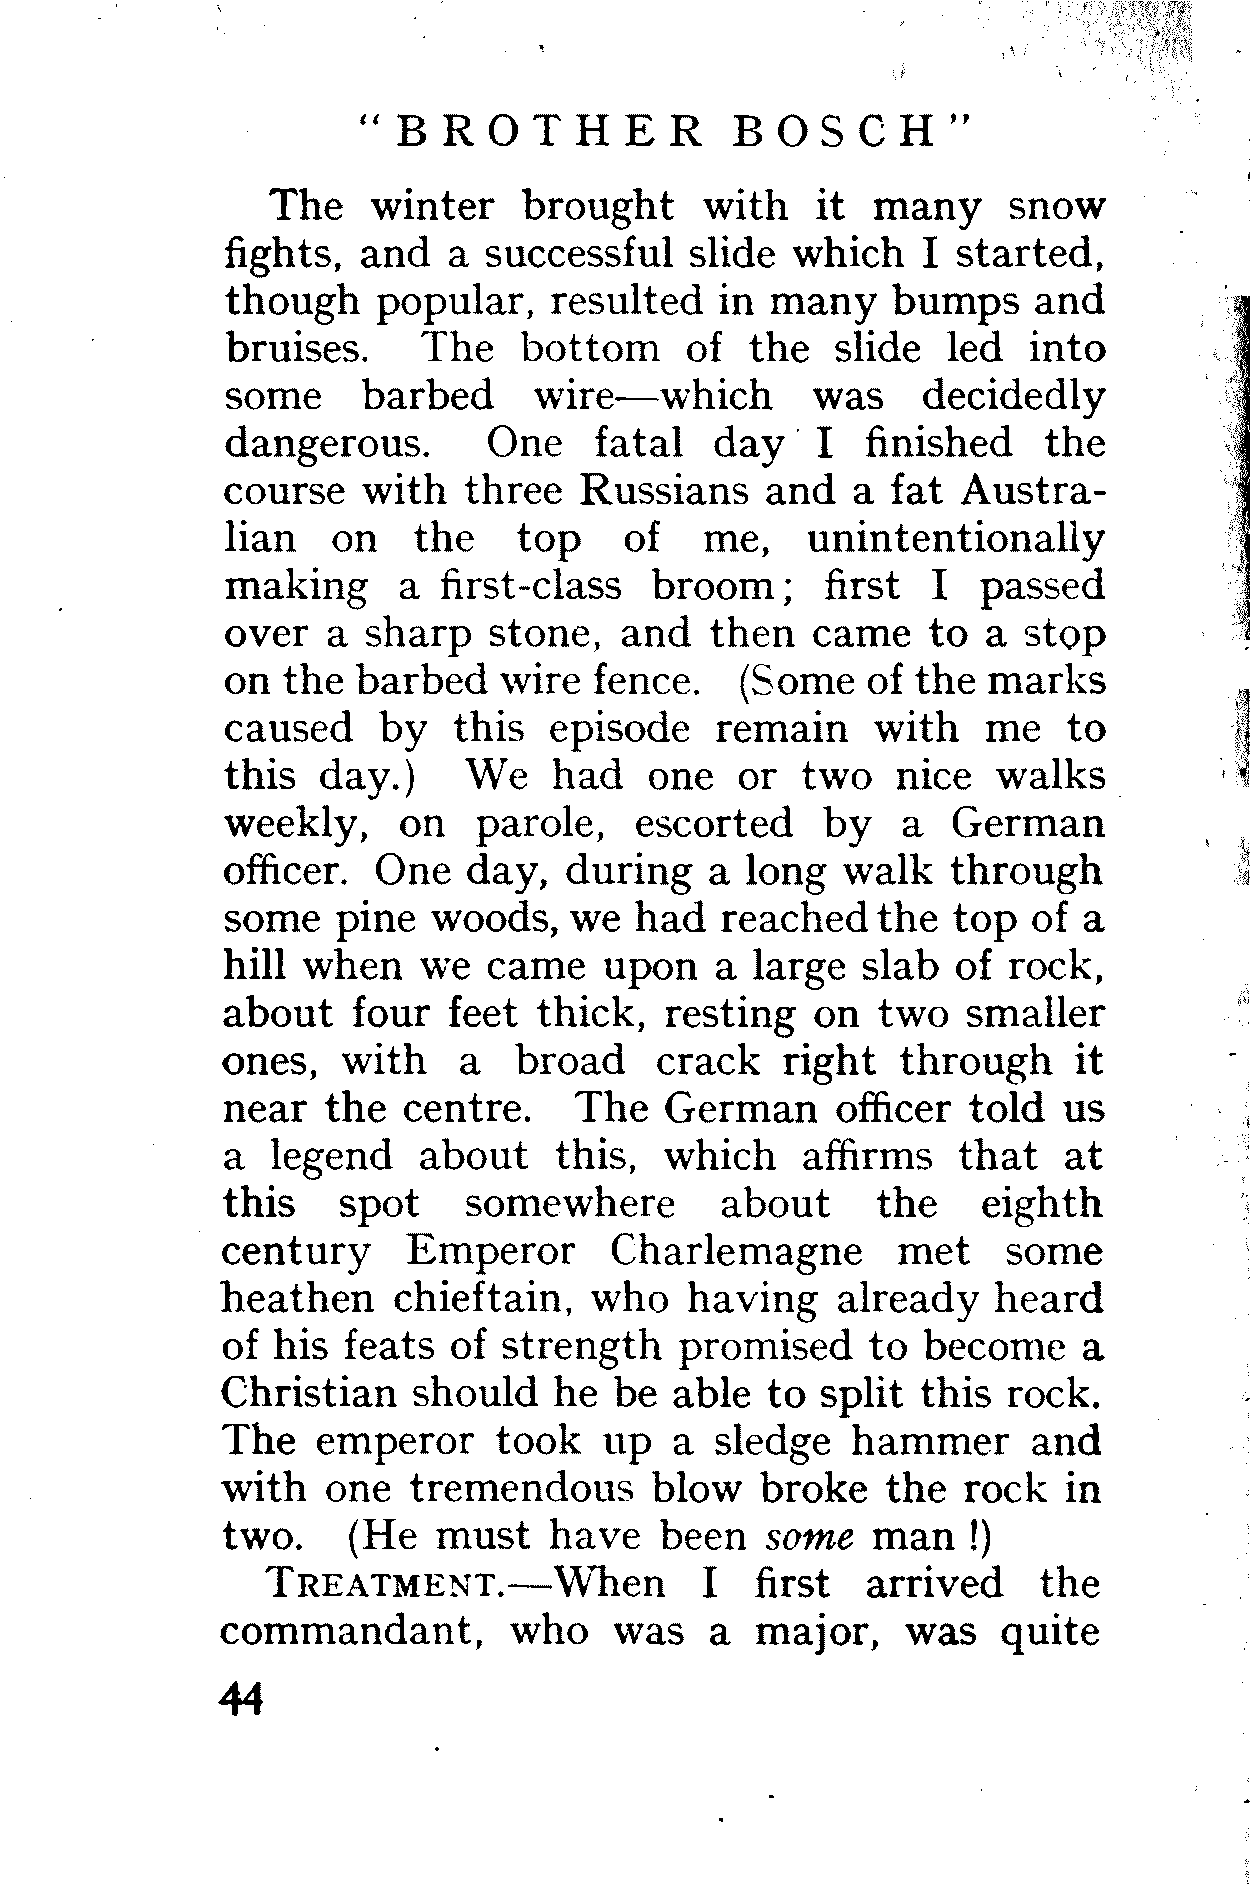 “ BROTHER BOSCH ”
The winter brought with it many snow
fights, and a successful slide which I started,
though popular, resulted in many bumps and
bruises. The bottom of the slide led into
some barbed wire—which was decidedly
dangerous. One fatal day I finished the
course with three Russians and a fat Austra-
lian on the top of me, unintentionally
making a first-class broom; first I passed
over a sharp stone, and then came to a stop
on the barbed wire fence. (Some of the marks
caused by this episode remain with me to
this day.) We had one or two nice walks
weekly, on parole, escorted by a German
officer. One day, during a long walk through
some pine woods, we had reached the top of a
hill when we came upon a large slab of rock,
about four feet thick, resting on two smaller
ones, with a broad crack right through it
near the centre. The German officer told us
a legend about this, which affirms that at
this spot somewhere about the eighth
century Emperor Charlemagne met some
heathen chieftain, who having already heard
of his feats of strength promised to become a
Christian should he be able to split this rock.
The emperor took up a sledge hammer and
with one tremendous blow broke the rock in
two. (He must have been some man !)
TREATMENT.—When I first arrived the
commandant, who was a major, was quite
44